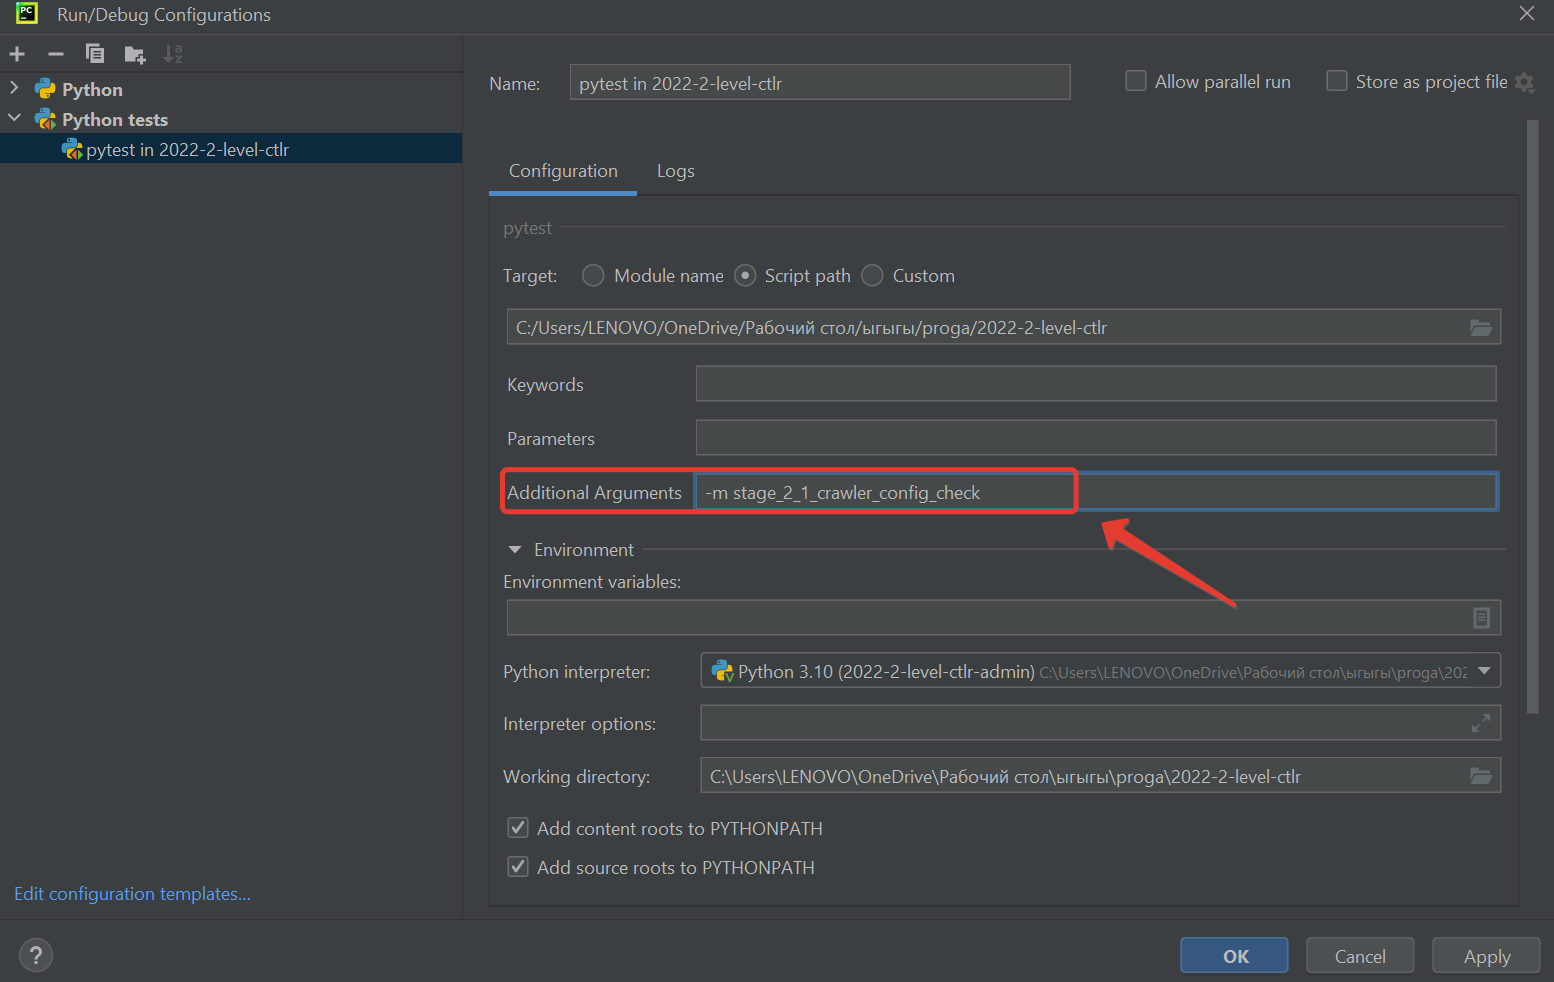 Run/Debug Configurations
Python
Python tests
pytest in 2022-2-level-ctlr
Edit configuration templates...
Name: pytest in 2022-2-level-ctlr
Allow parallel run
Store as project file
Configuration Logs
pytest
Target: Module name Script path Custom
C:/Users/LENOVO/OneDrive/Рабочий стол/ыгыгы/proga/2022-2-level-ctlr
Keywords
Parameters
Additional Arguments -m stage_2_1_crawler_config_check
Environment
Environment variables:
Python interpreter: Python 3.10 (2022-2-level-ctlr-admin) C:\Users\LENOVO\OneDrive\Рабочий стол\ыгыгы\proga\202
Interpreter options:
Working directory: C:\Users\LENOVO\OneDrive\Рабочий стол\ыгыгы\proga\2022-2-level-ctlr
Add content roots to PYTHONPATH
Add source roots to PYTHONPATH
? OK Cancel Apply